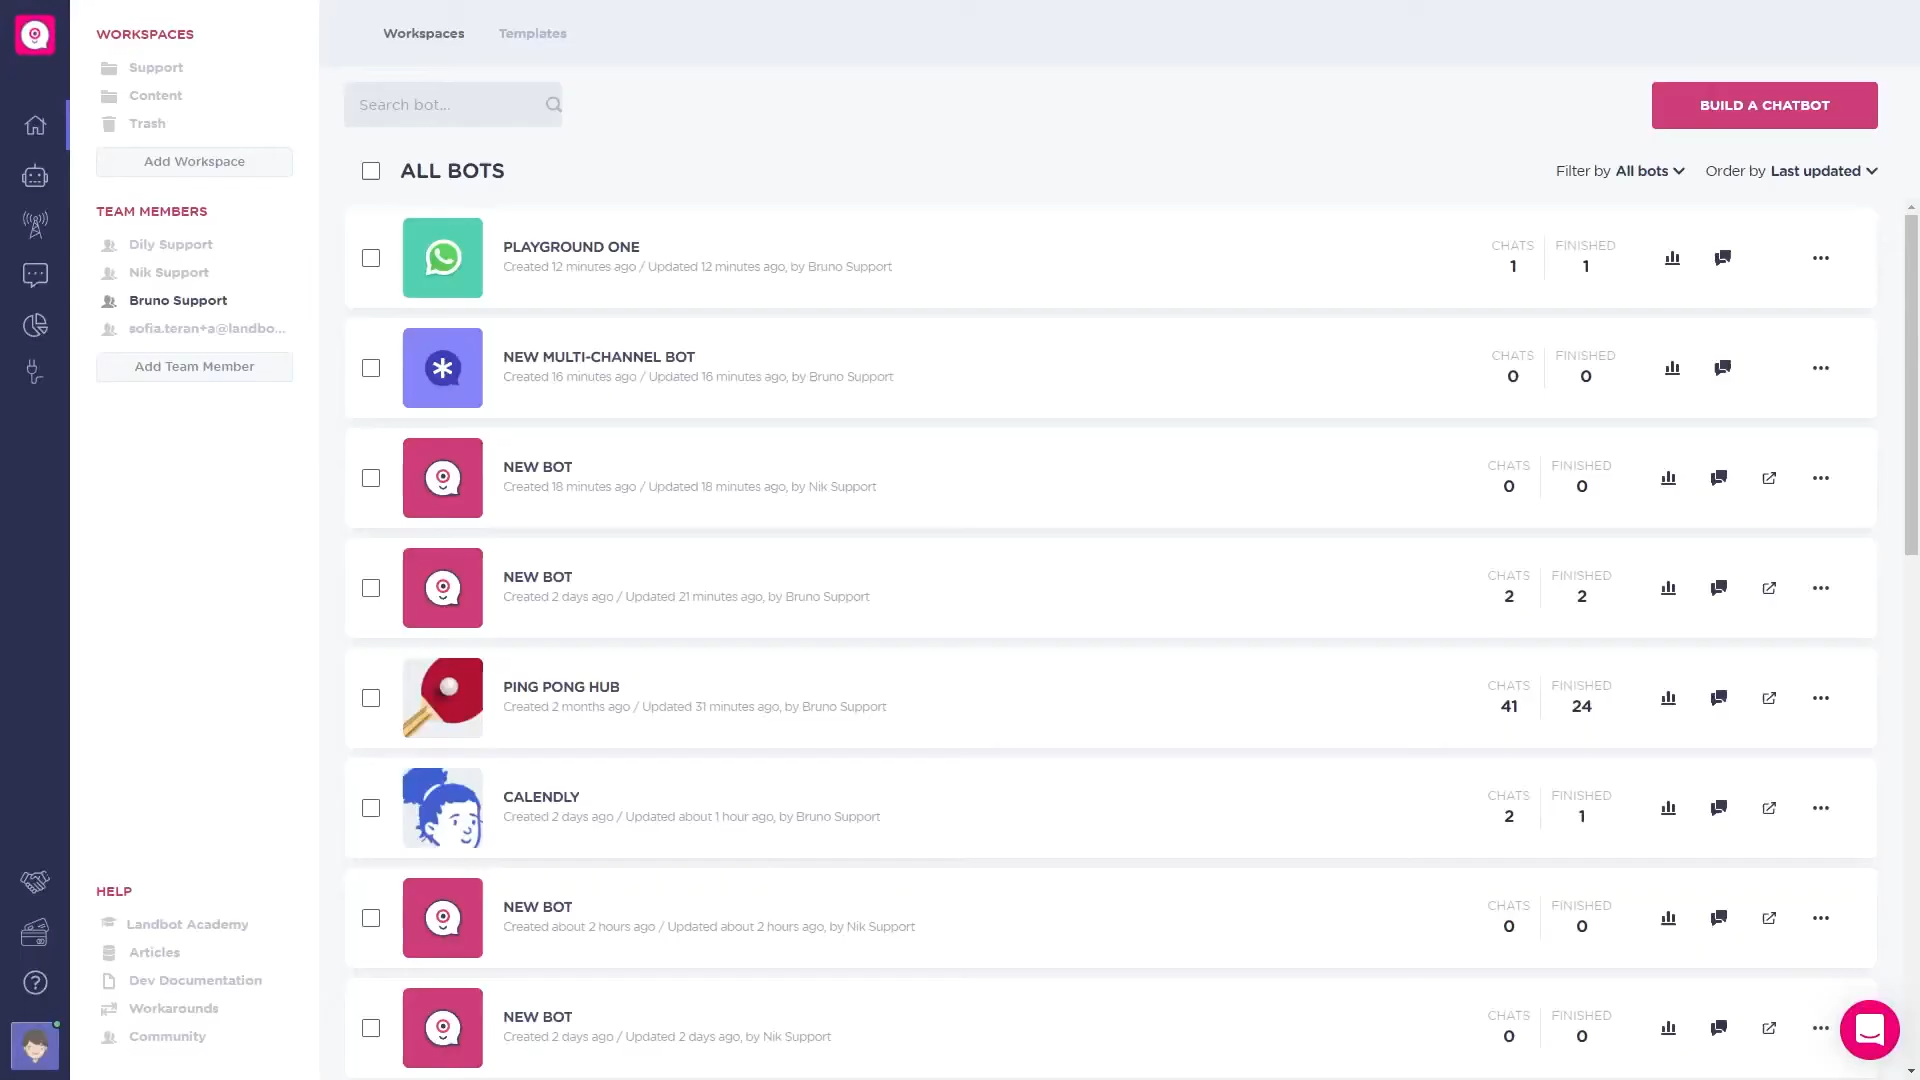 WORKSPACES
Support
Content
Trash
Add Workspace
TEAM MEMBERS
Dily Support
Nik Support
Bruno Support
sofia.teran+a@landbo...
Add Team Member
HELP
Landbot Academy
Articles
Dev Documentation
Workarounds
Community
Workspaces Templates
Search bot...
BUILD A CHATBOT
ALL BOTS
Filter by All bots Order by Last updated
PLAYGROUND ONE
Created 12 minutes ago / Updated 12 minutes ago, by Bruno Support
CHATS FINISHED
1 1
NEW MULTI-CHANNEL BOT
Created 16 minutes ago / Updated 16 minutes ago, by Bruno Support
CHATS FINISHED
0 0
NEW BOT
Created 18 minutes ago / Updated 18 minutes ago, by Nik Support
CHATS FINISHED
0 0
NEW BOT
Created 2 days ago / Updated 21 minutes ago, by Bruno Support
CHATS FINISHED
2 2
PING PONG HUB
Created 2 months ago / Updated 31 minutes ago, by Bruno Support
CHATS FINISHED
41 24
CALENDLY
Created 2 days ago / Updated about 1 hour ago, by Bruno Support
CHATS FINISHED
2 1
NEW BOT
Created about 2 hours ago / Updated about 2 hours ago, by Nik Support
CHATS FINISHED
0 0
NEW BOT
Created 2 days ago / Updated 2 days ago, by Nik Support
CHATS FINISHED
0 0